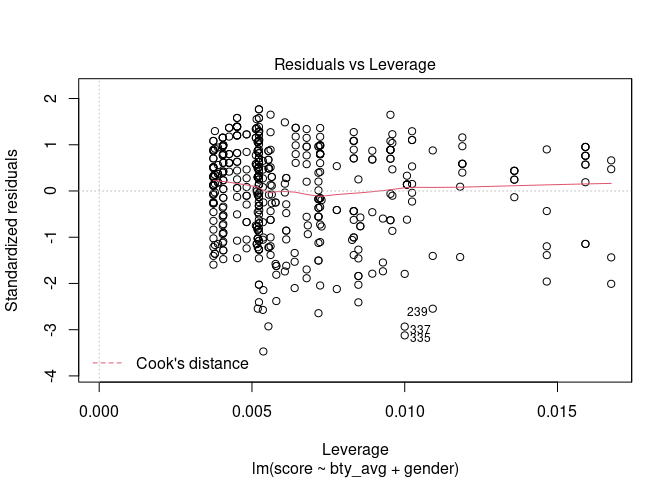 Residuals vs Leverage
Standardized residuals
2
1
0
-1
-2
-3
-4
239
337
335
Cook's distance
0.000 0.005 0.010 0.015
Leverage
lm(score ~ bty_avg + gender)